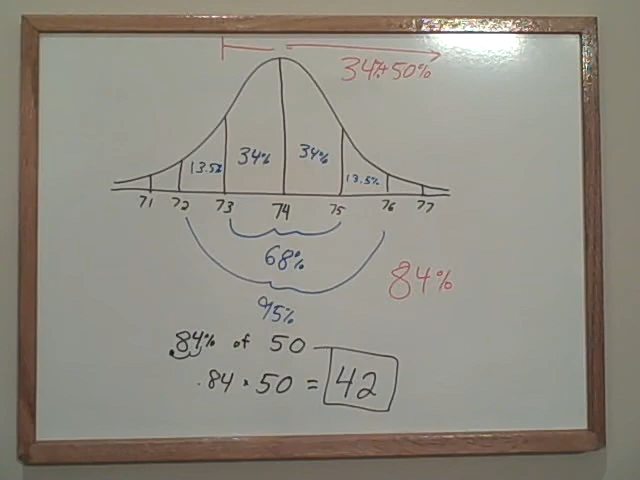 34%+50%
13.5% 34% 34% 13.5%
71 72 73 74 75 76 77
68%
84%
95%
84% of 50
.84 • 50 = 42